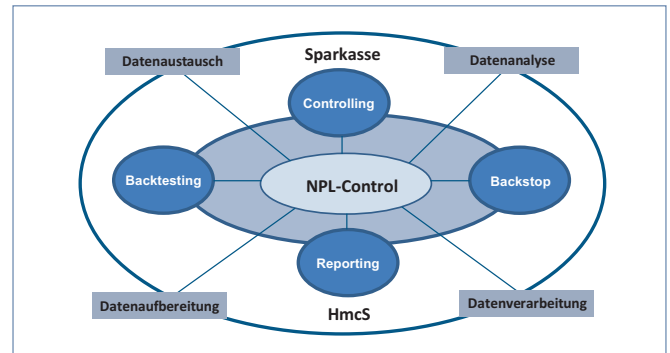 Sparkasse
Datenaustausch
Datenanalyse
Controlling
Backtesting
NPL-Control
Backstop
Reporting
Datenaufbereitung
Datenverarbeitung
HmcS